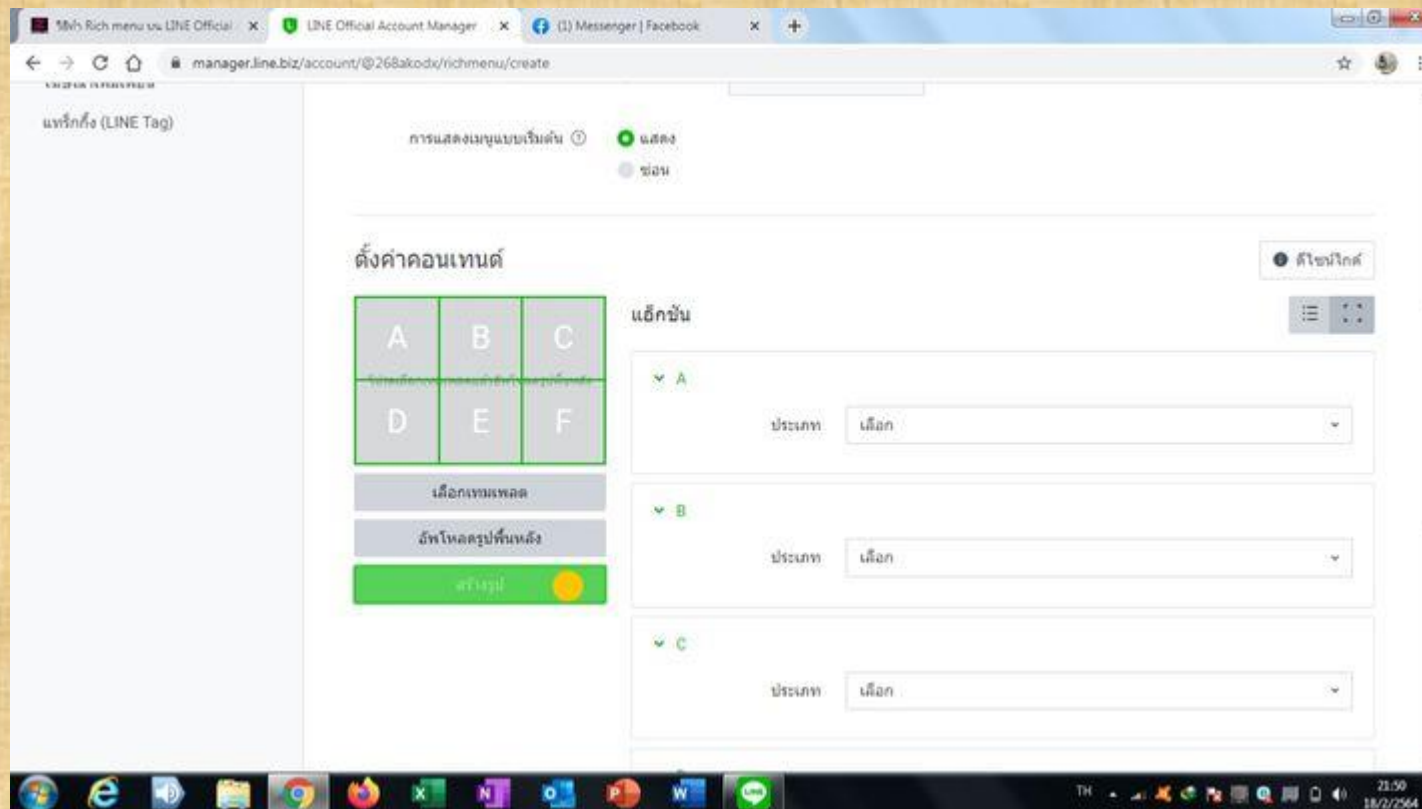 วิธีทำ Rich menu บน LINE Official
LINE Official Account Manager
(1) Messenger | Facebook
manager.line.biz/account/@268akodx/richmenu/create
แทร็กกิ้ง (LINE Tag)
การแสดงเมนูแบบเริ่มต้น
แสดง
ซ่อน
ตั้งค่าคอนเทนต์
ดีไซน์ไกด์
แอ็กชัน
A B C
D E F
เลือกเทมเพลต
อัพโหลดรูปพื้นหลัง
สร้างรูป
A
ประเภท เลือก
B
ประเภท เลือก
C
ประเภท เลือก
TH
21:50